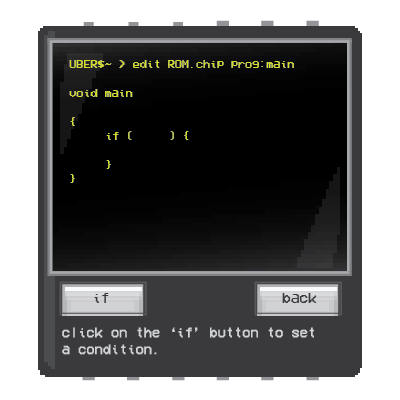 UBER$~ > edit ROM.chip Prog:main
void main
{
if (     ) {
}
}
if
back
click on the ‘if’ button to set
a condition.